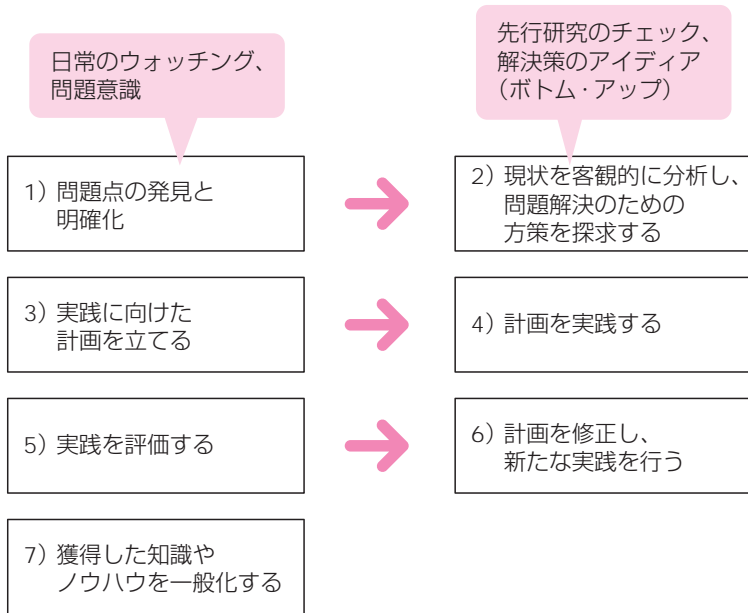 日常のウォッチング、
問題意識
先行研究のチェック、
解決策のアイディア
（ボトム・アップ）
1）問題点の発見と
明確化
2）現状を客観的に分析し、
問題解決のための
方策を探求する
3）実践に向けた
計画を立てる
4）計画を実践する
5）実践を評価する
6）計画を修正し、
新たな実践を行う
7）獲得した知識や
ノウハウを一般化する